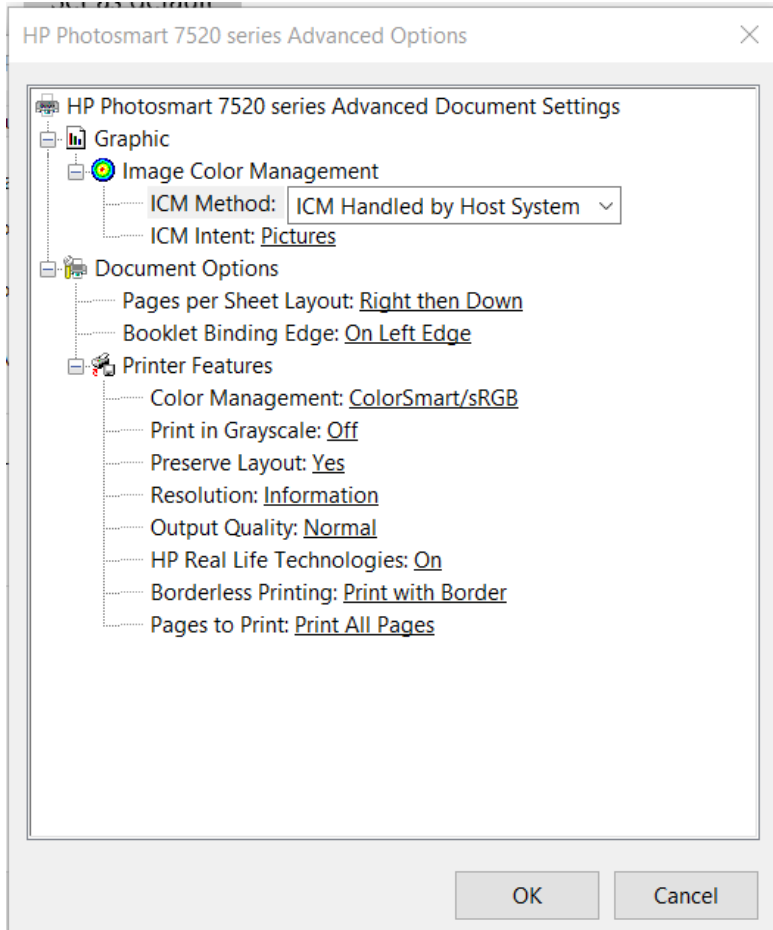 Set as default
HP Photosmart 7520 series Advanced Options
HP Photosmart 7520 series Advanced Document Settings
Graphic
Image Color Management
ICM Method: ICM Handled by Host System
ICM Intent: Pictures
Document Options
Pages per Sheet Layout: Right then Down
Booklet Binding Edge: On Left Edge
Printer Features
Color Management: ColorSmart/sRGB
Print in Grayscale: Off
Preserve Layout: Yes
Resolution: Information
Output Quality: Normal
HP Real Life Technologies: On
Borderless Printing: Print with Border
Pages to Print: Print All Pages
OK Cancel